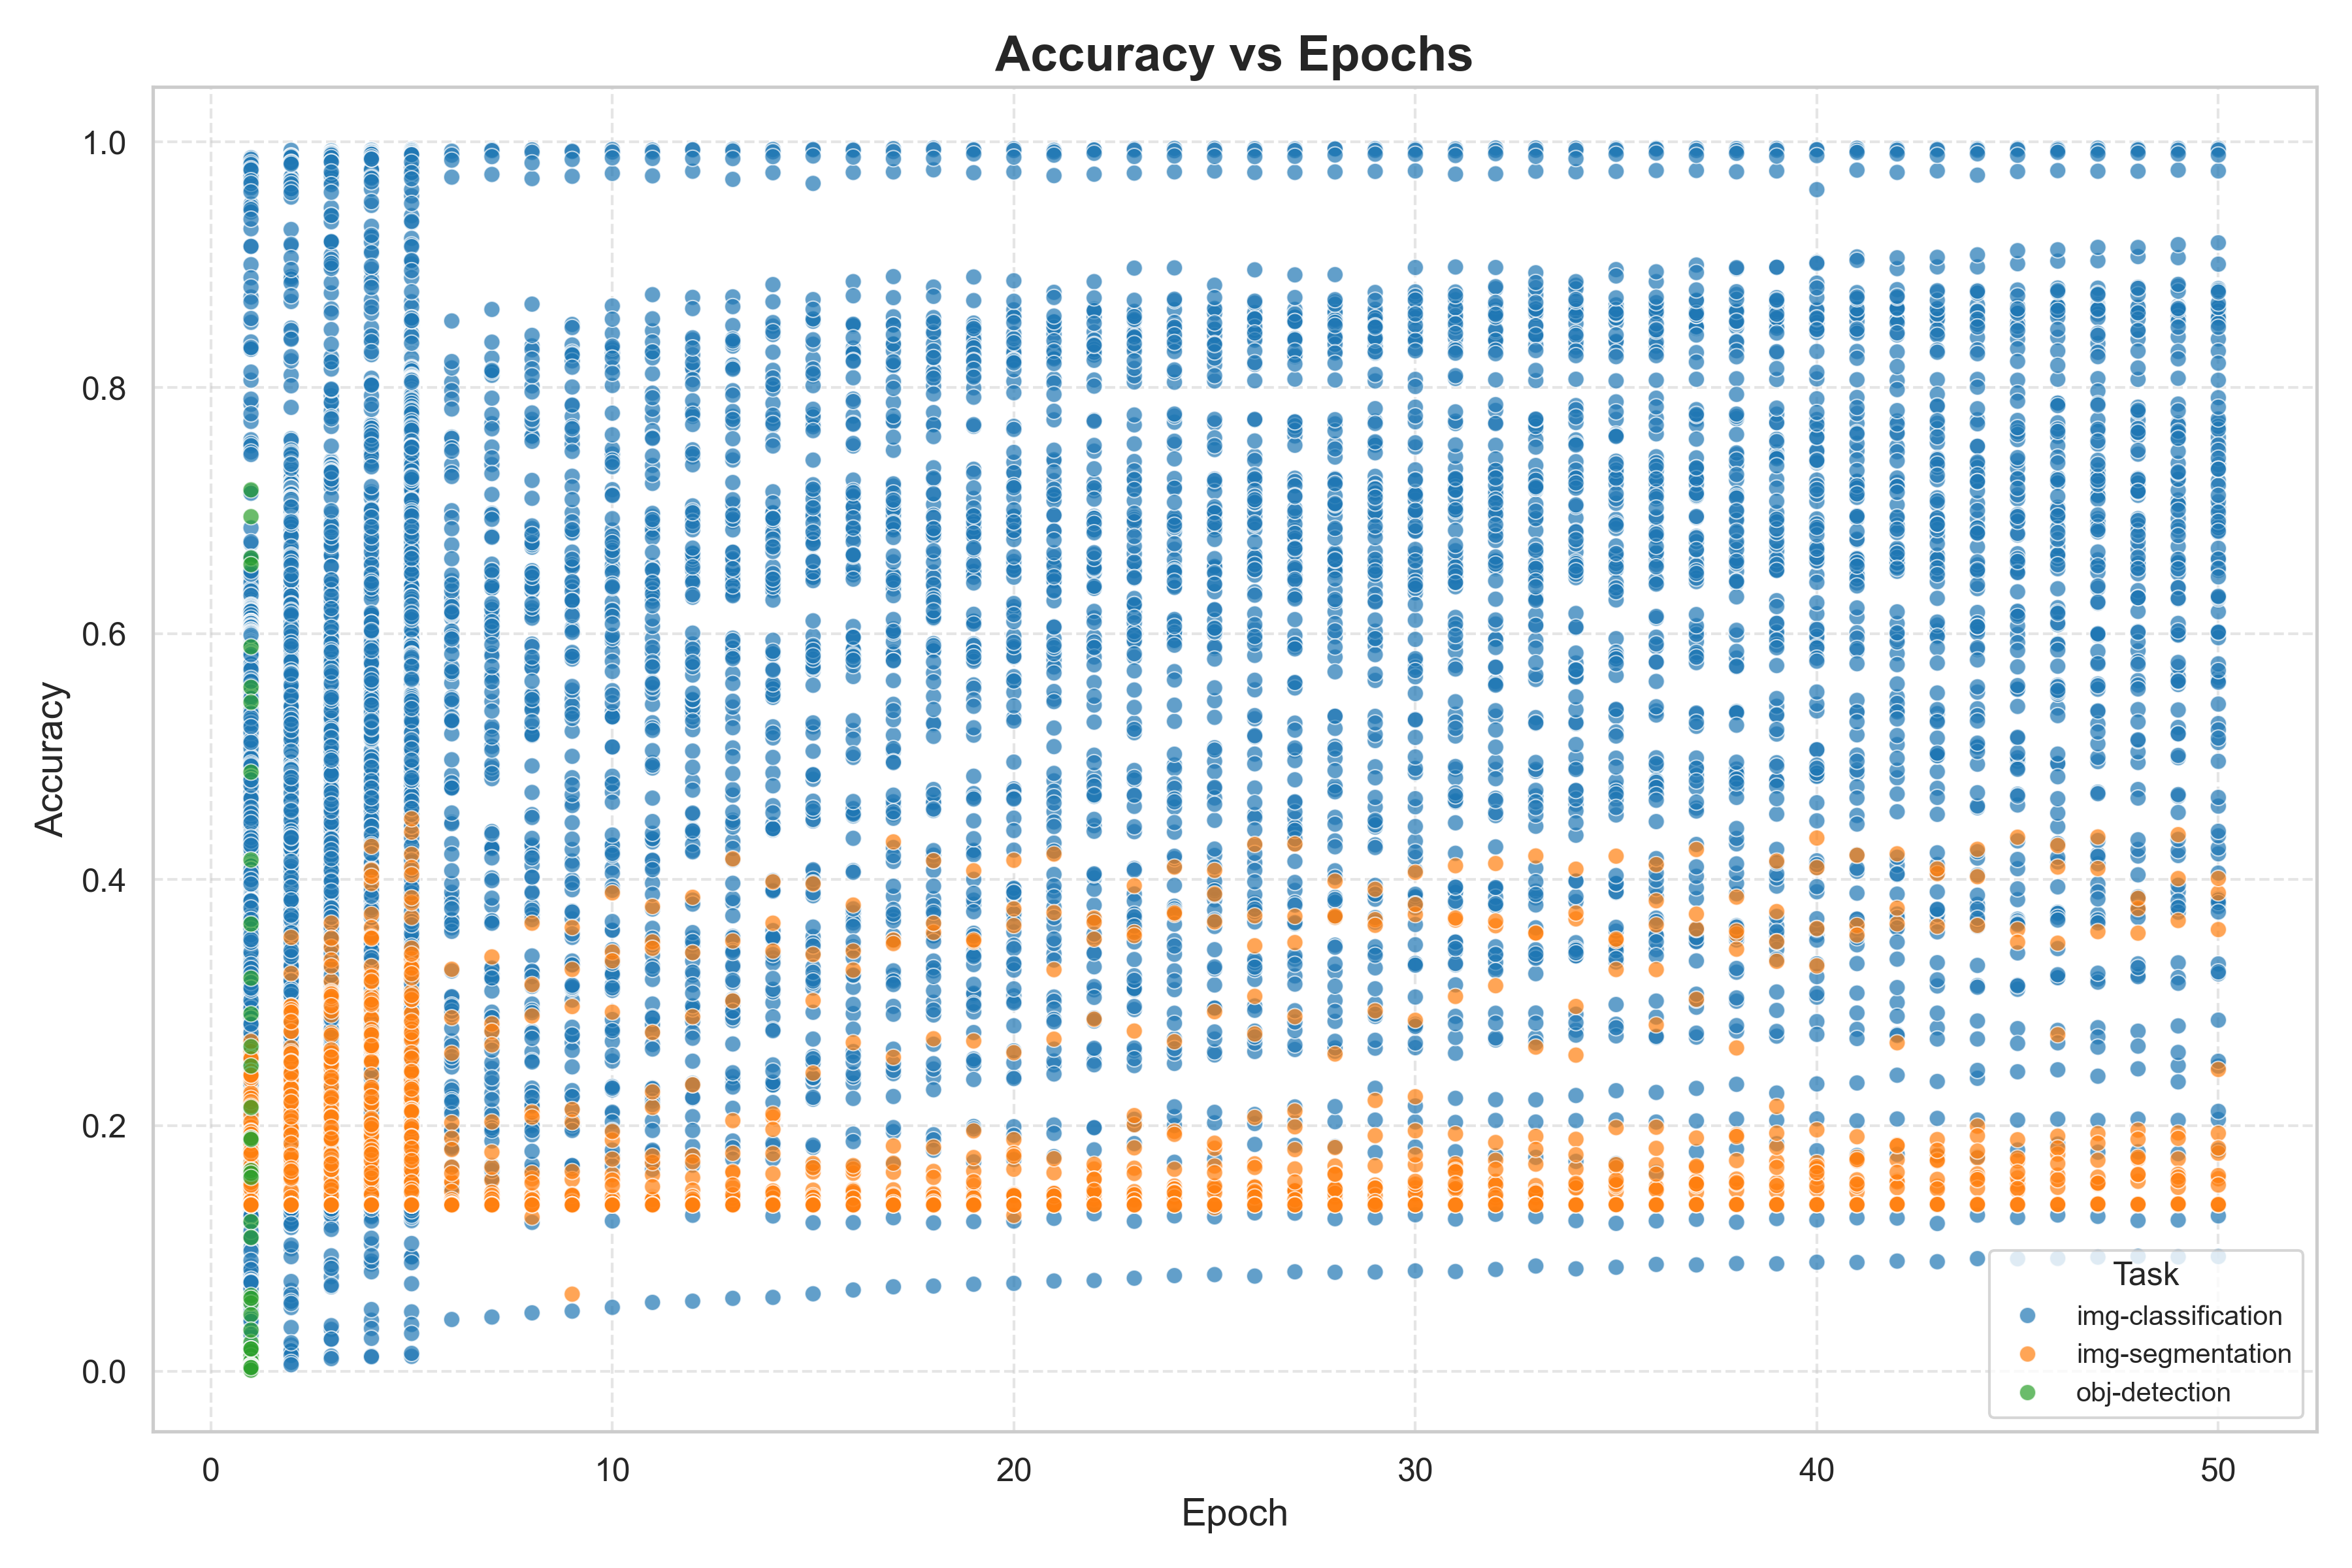 Accuracy vs Epochs
Accuracy
1.0
0.8
0.6
0.4
0.2
0.0
0
10
20
30
40
50
Epoch
Task
img-classification
img-segmentation
obj-detection